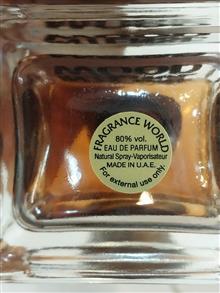 FRAGRANCE WORLD
80% vol.
EAU DE PARFUM
Natural Spray-Vaporisateur
MADE IN U.A.E.
For external use only.